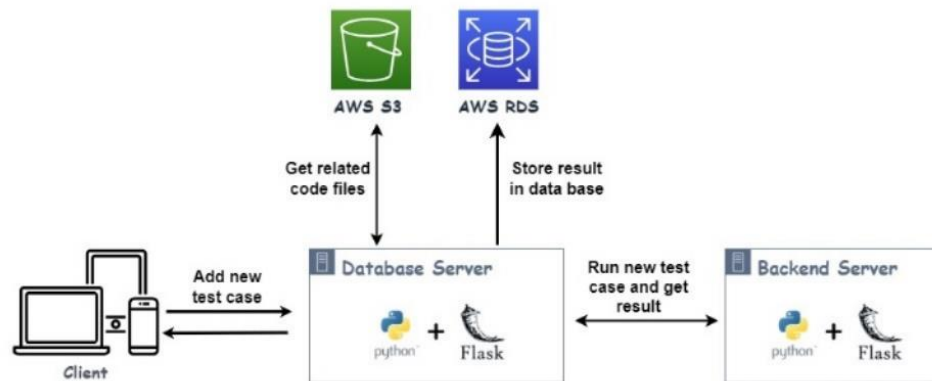 AWS S3
AWS RDS
Get related
code files
Store result
in data base
Add new
test case
Client
Database Server
python
+
Flask
Run new test
case and get
result
Backend Server
python
+
Flask